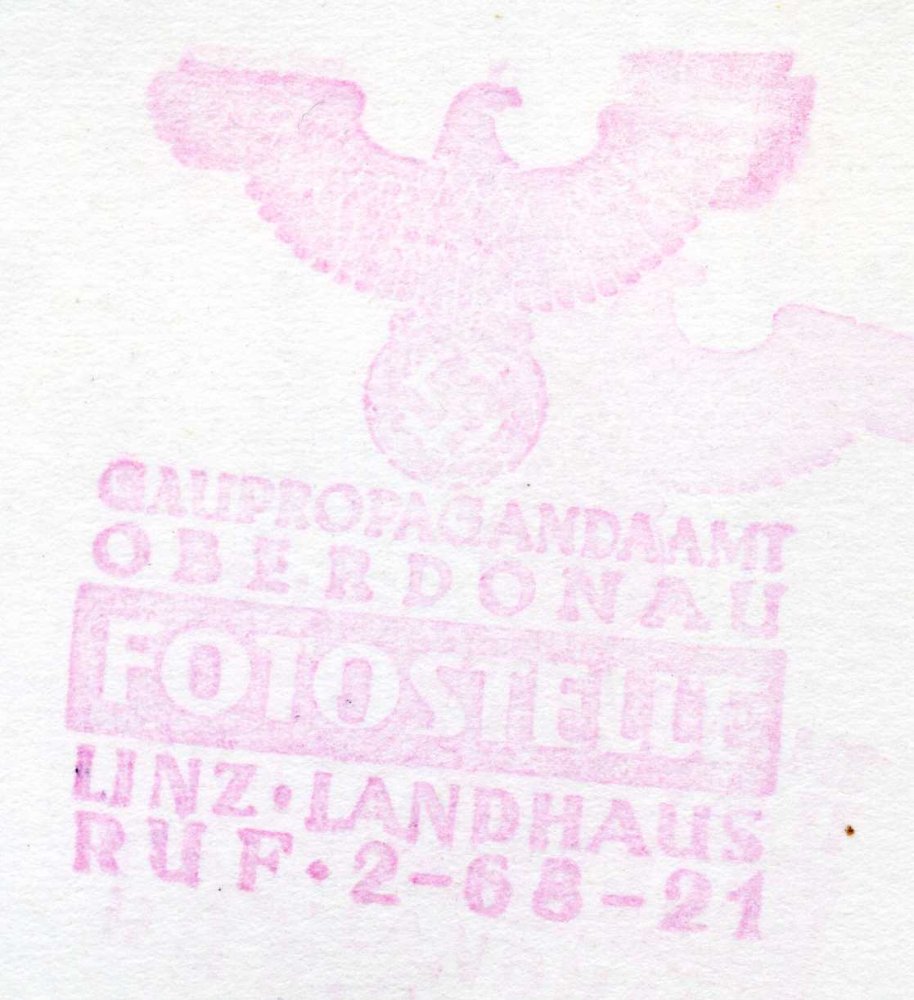 GAUPROPAGANDAAMT
OBERDONAU
FOTOSTELLE
LINZ · LANDHAUS
RUF · 2-68-21